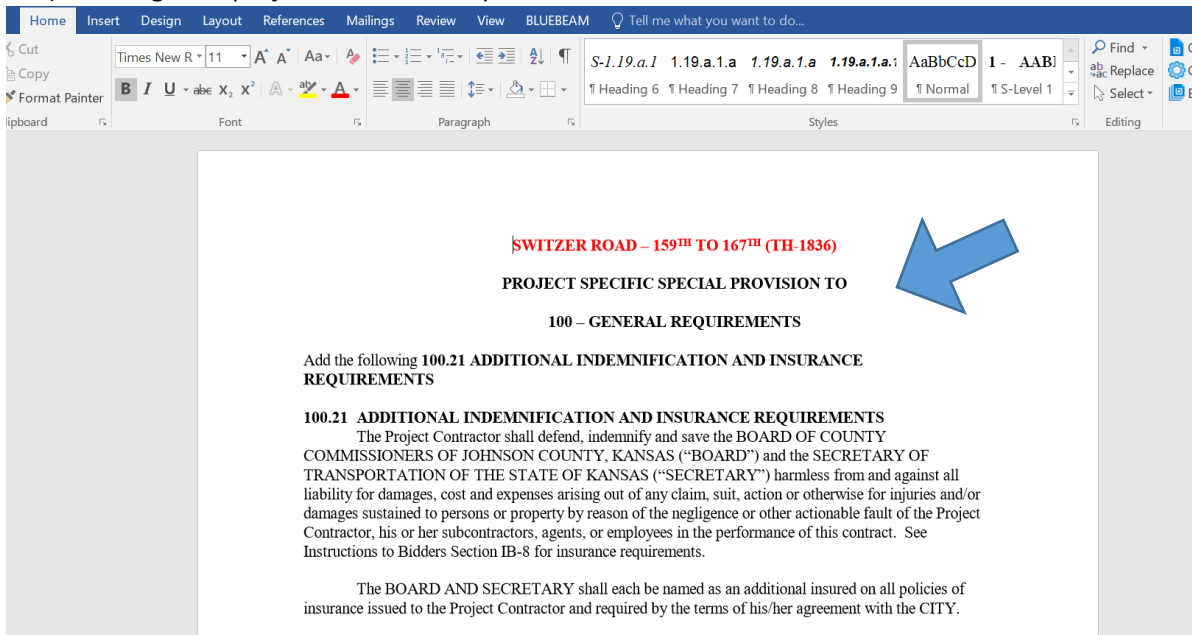 Home Insert Design Layout References Mailings Review View BLUEBEAM Tell me what you want to do...
Cut
Copy
Format Painter
Times New R 11 A A Aa
B I U abc X₂ X² A ab A
S-1.19.a.1 1.19.a.1.a 1.19.a.1.a 1.19.a.1.a.1 AaBbCcD 1 - AAB
¶ Heading 6 ¶ Heading 7 ¶ Heading 8 ¶ Heading 9 ¶ Normal ¶ S-Level 1
Find
Replace
Select
Font Paragraph Styles Editing
SWITZER ROAD – 159TH TO 167TH (TH-1836)
PROJECT SPECIFIC SPECIAL PROVISION TO
100 – GENERAL REQUIREMENTS
Add the following 100.21 ADDITIONAL INDEMNIFICATION AND INSURANCE
REQUIREMENTS
100.21 ADDITIONAL INDEMNIFICATION AND INSURANCE REQUIREMENTS
The Project Contractor shall defend, indemnify and save the BOARD OF COUNTY
COMMISSIONERS OF JOHNSON COUNTY, KANSAS (“BOARD”) and the SECRETARY OF
TRANSPORTATION OF THE STATE OF KANSAS (“SECRETARY”) harmless from and against all
liability for damages, cost and expenses arising out of any claim, suit, action or otherwise for injuries and/or
damages sustained to persons or property by reason of the negligence or other actionable fault of the Project
Contractor, his or her subcontractors, agents, or employees in the performance of this contract. See
Instructions to Bidders Section IB-8 for insurance requirements.
The BOARD AND SECRETARY shall each be named as an additional insured on all policies of
insurance issued to the Project Contractor and required by the terms of his/her agreement with the CITY.